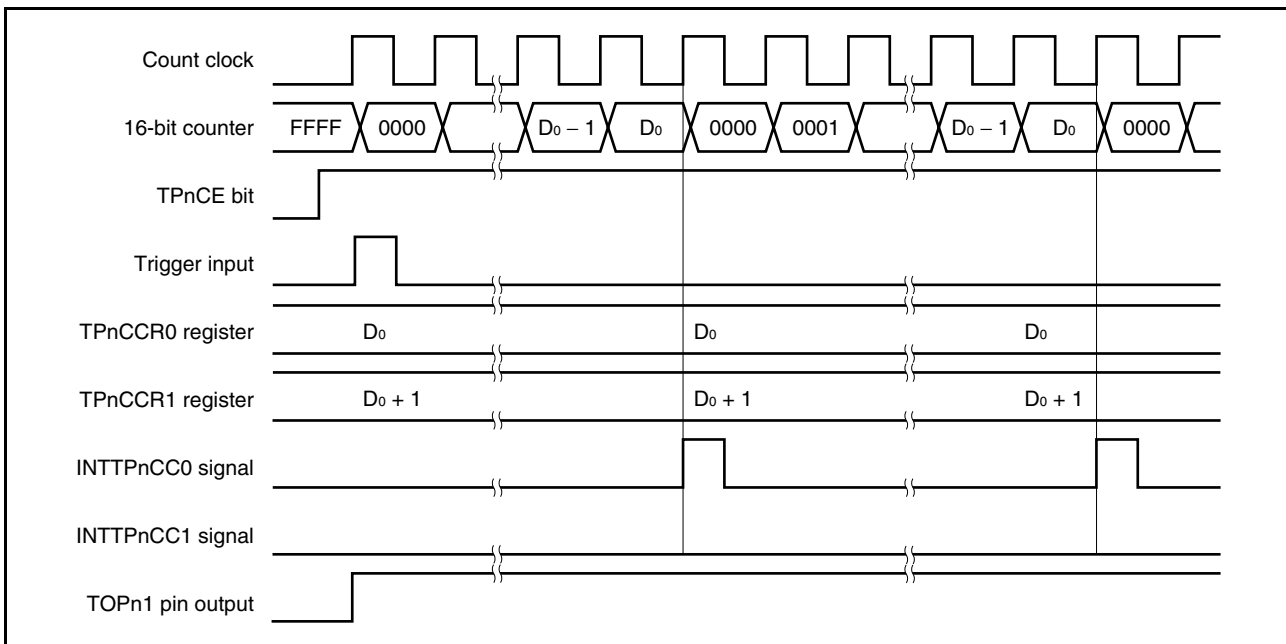 Count clock
16-bit counter FFFF 0000 D₀ − 1 D₀ 0000 0001 D₀ − 1 D₀ 0000
TPnCE bit
Trigger input
TPnCCR0 register D₀ D₀ D₀
TPnCCR1 register D₀ + 1 D₀ + 1 D₀ + 1
INTTPnCC0 signal
INTTPnCC1 signal
TOPn1 pin output